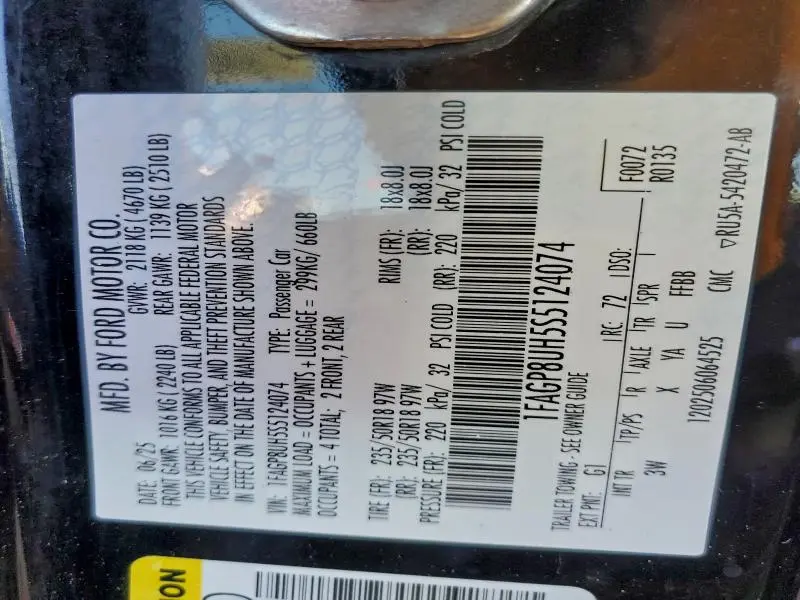 MFD. BY FORD MOTOR CO.
DATE: 06/25 GVWR: 2118 KG ( 4670 LB)
FRONT GAWR: 1016 KG ( 2240 LB) REAR GAWR: 1139 KG ( 2510 LB)
THIS VEHICLE CONFORMS TO ALL APPLICABLE FEDERAL MOTOR
VEHICLE SAFETY, BUMPER, AND THEFT PREVENTION STANDARDS
IN EFFECT ON THE DATE OF MANUFACTURE SHOWN ABOVE.
VIN: 1FAGP8UH5S5124074 TYPE: Passenger Car
MAXIMUM LOAD = OCCUPANTS + LUGGAGE = 299KG/ 660LB
OCCUPANTS = 4 TOTAL; 2 FRONT, 2 REAR
TIRE (FR): 235/50R18 97W RIMS (FR): 18x8.0J
(RR): 235/50R18 97W (RR): 18x8.0J
PRESSURE (FR): 220 kPa/ 32 PSI COLD (RR): 220 kPa/ 32 PSI COLD
1FAGP8UH5S5124074
TRAILER TOWING - SEE OWNER GUIDE
EXT PNT: G1 RC: 72 DSO: F0072
INT TR TP/PS R AXLE TR SPR R0135
3W X YA U FFBB
1202506064525 CMC ▽RU5A-5420472-AB